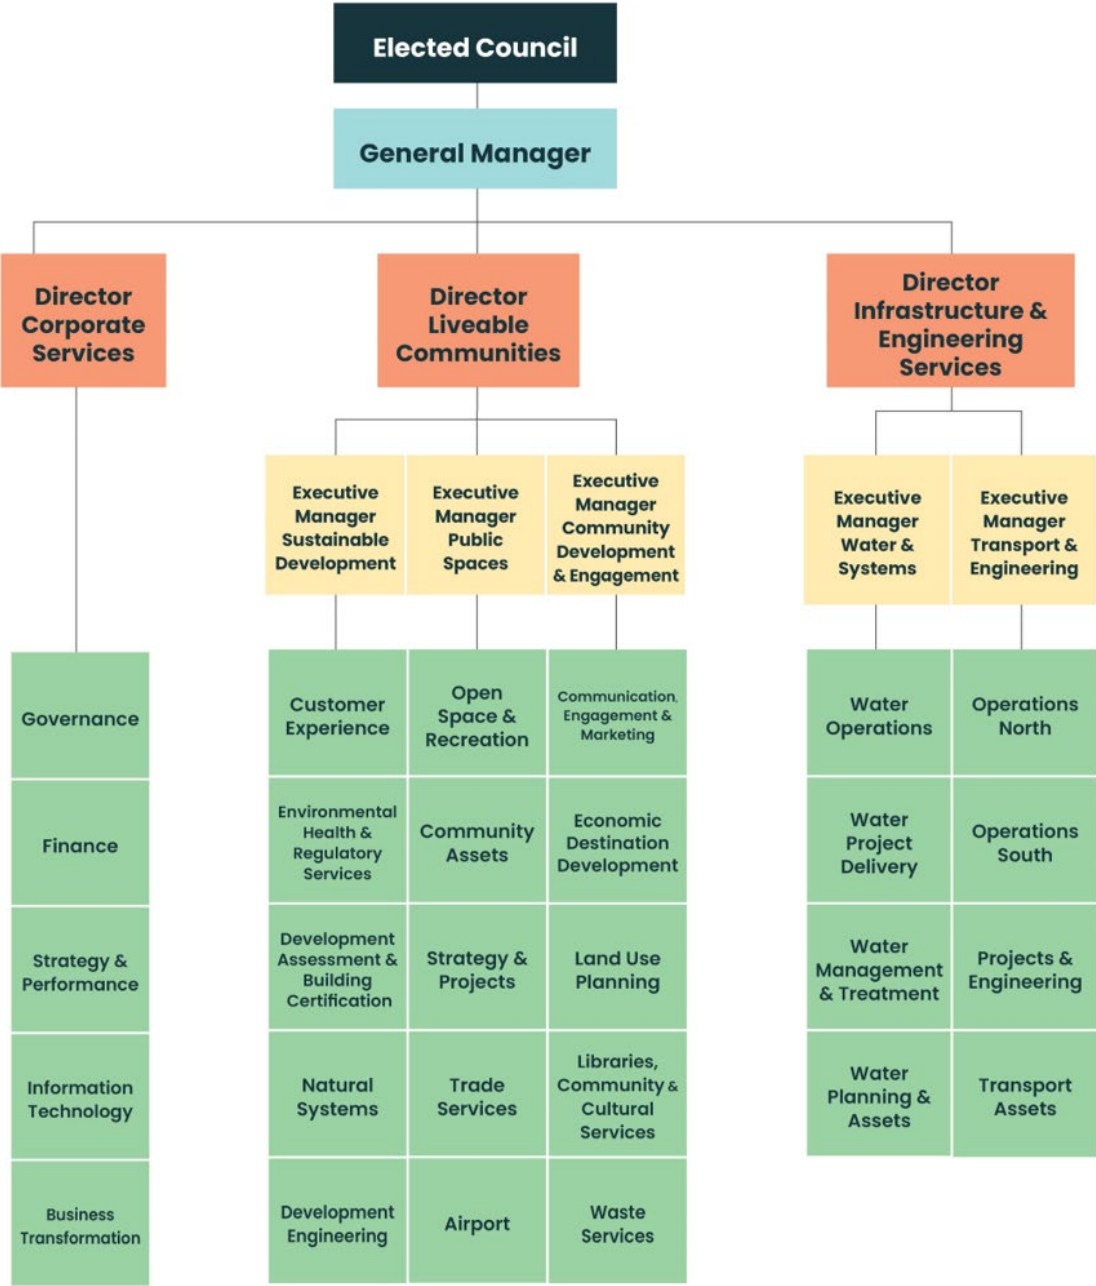 Elected Council
General Manager
Director
Corporate
Services
Director
Liveable
Communities
Director
Infrastructure &
Engineering
Services
Executive
Manager
Sustainable
Development
Executive
Manager
Public
Spaces
Executive
Manager
Community
Development
& Engagement
Executive
Manager
Water &
Systems
Executive
Manager
Transport &
Engineering
Governance
Finance
Strategy &
Performance
Information
Technology
Business
Transformation
Customer
Experience
Environmental
Health &
Regulatory
Services
Development
Assessment &
Building
Certification
Natural
Systems
Development
Engineering
Open
Space &
Recreation
Community
Assets
Strategy &
Projects
Trade
Services
Airport
Communication,
Engagement &
Marketing
Economic
Destination
Development
Land Use
Planning
Libraries,
Community &
Cultural
Services
Waste
Services
Water
Operations
Water
Project
Delivery
Water
Management
& Treatment
Water
Planning &
Assets
Operations
North
Operations
South
Projects &
Engineering
Transport
Assets